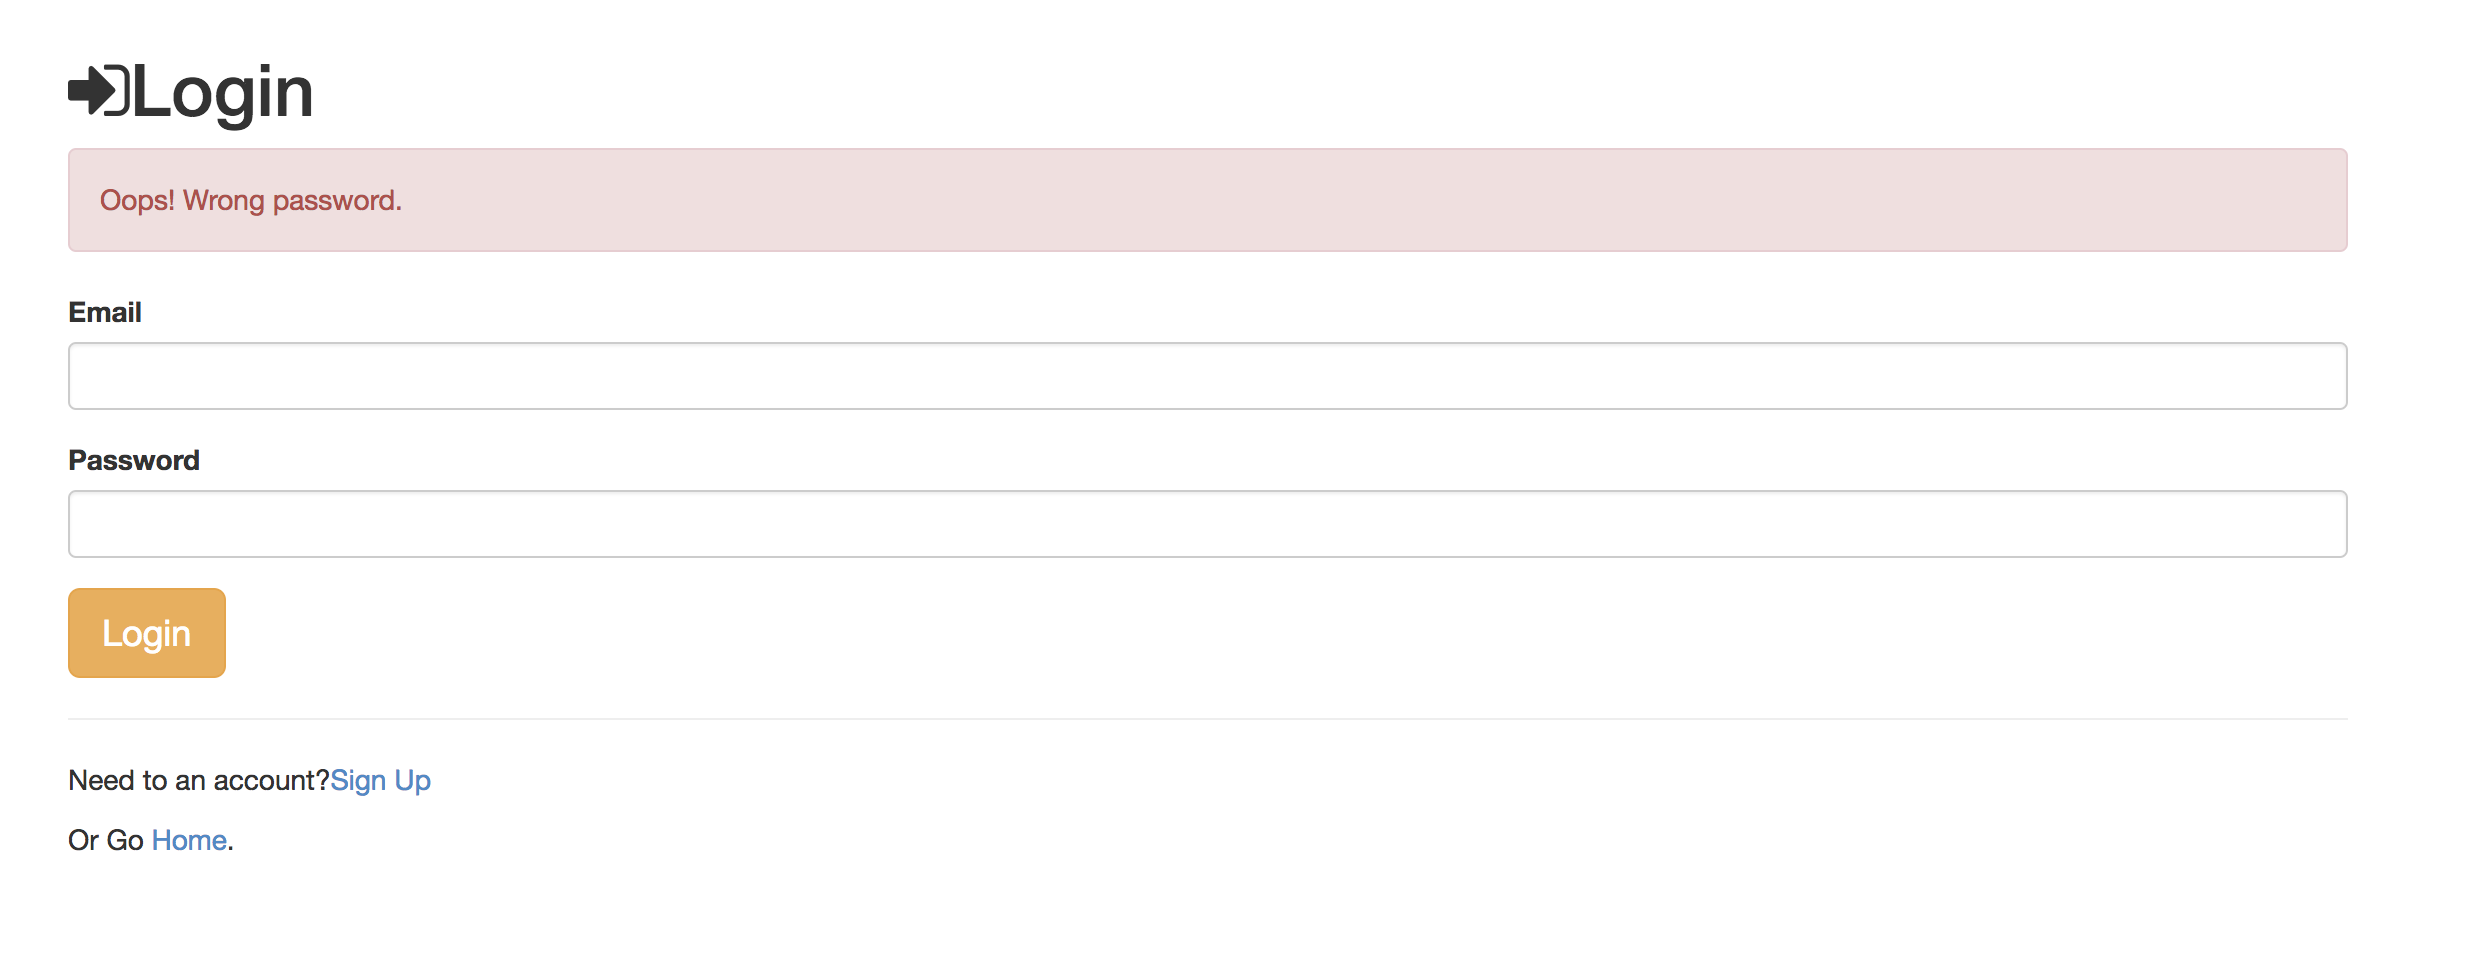 Login
Oops! Wrong password.
Email
Password
Login
Need to an account?Sign Up
Or Go Home.